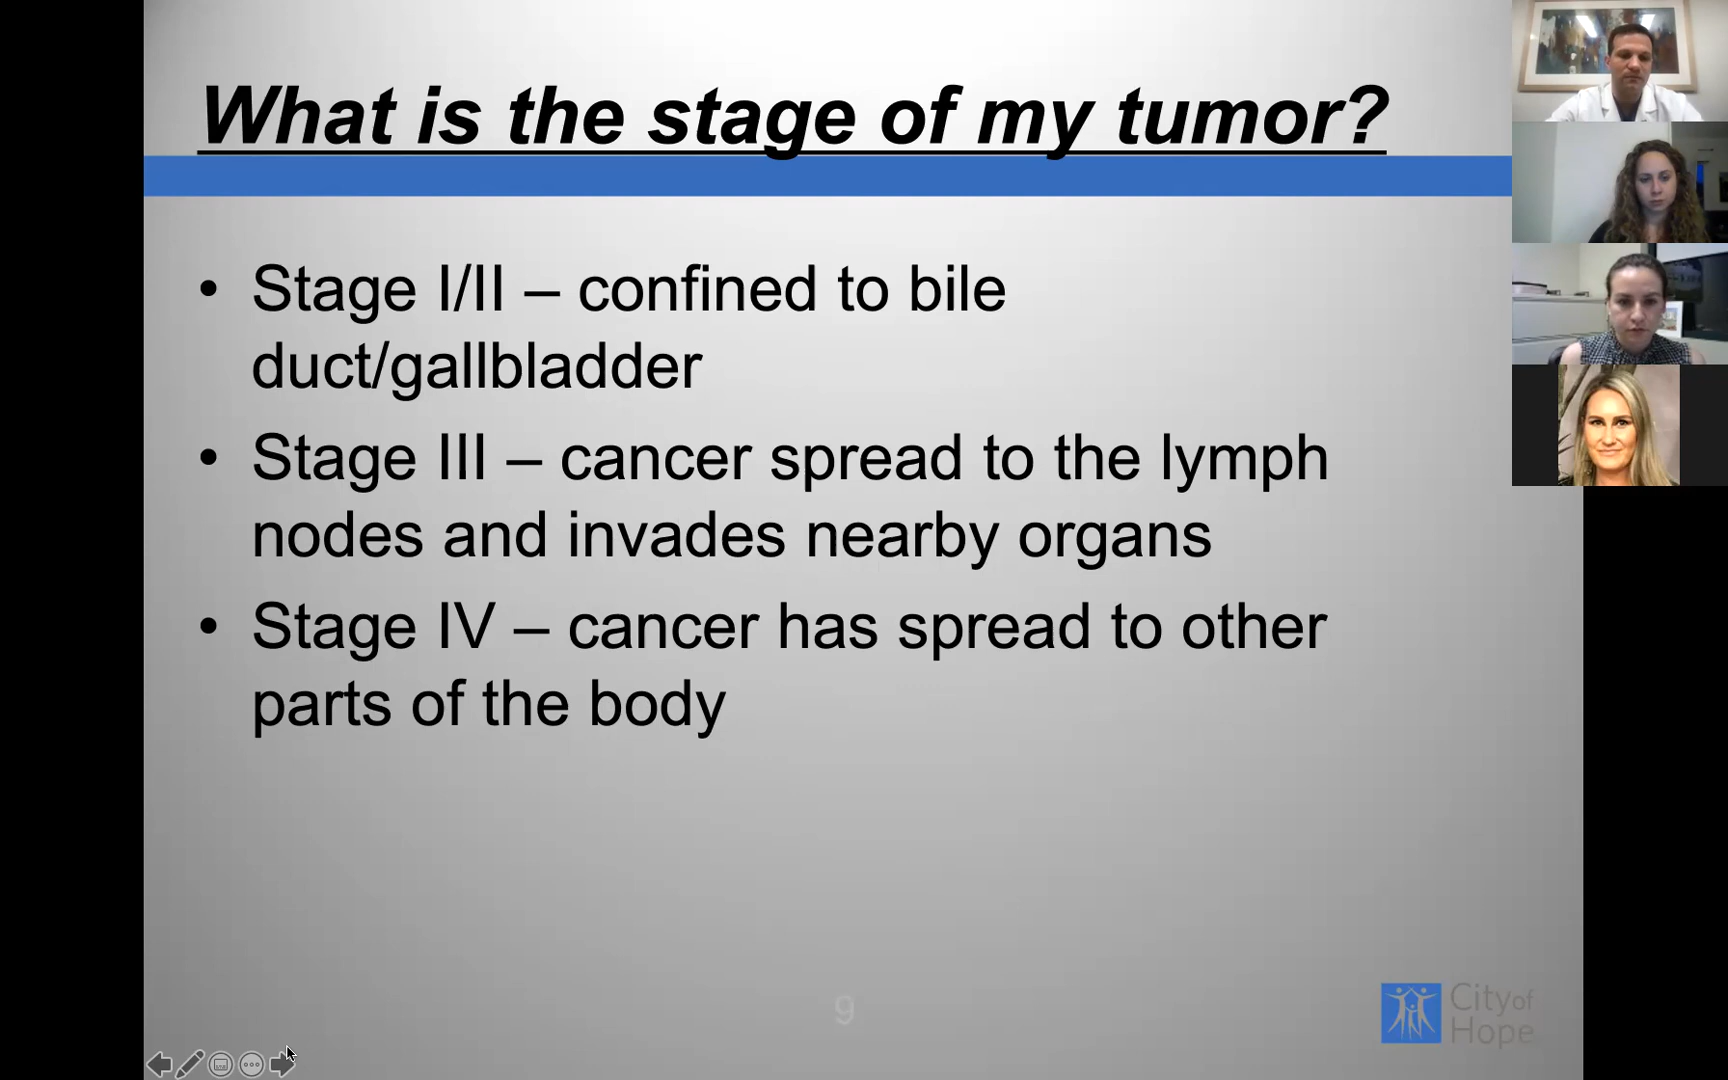 What is the stage of my tumor?
• Stage I/II – confined to bile
duct/gallbladder
• Stage III – cancer spread to the lymph
nodes and invades nearby organs
• Stage IV – cancer has spread to other
parts of the body
9
City of
Hope